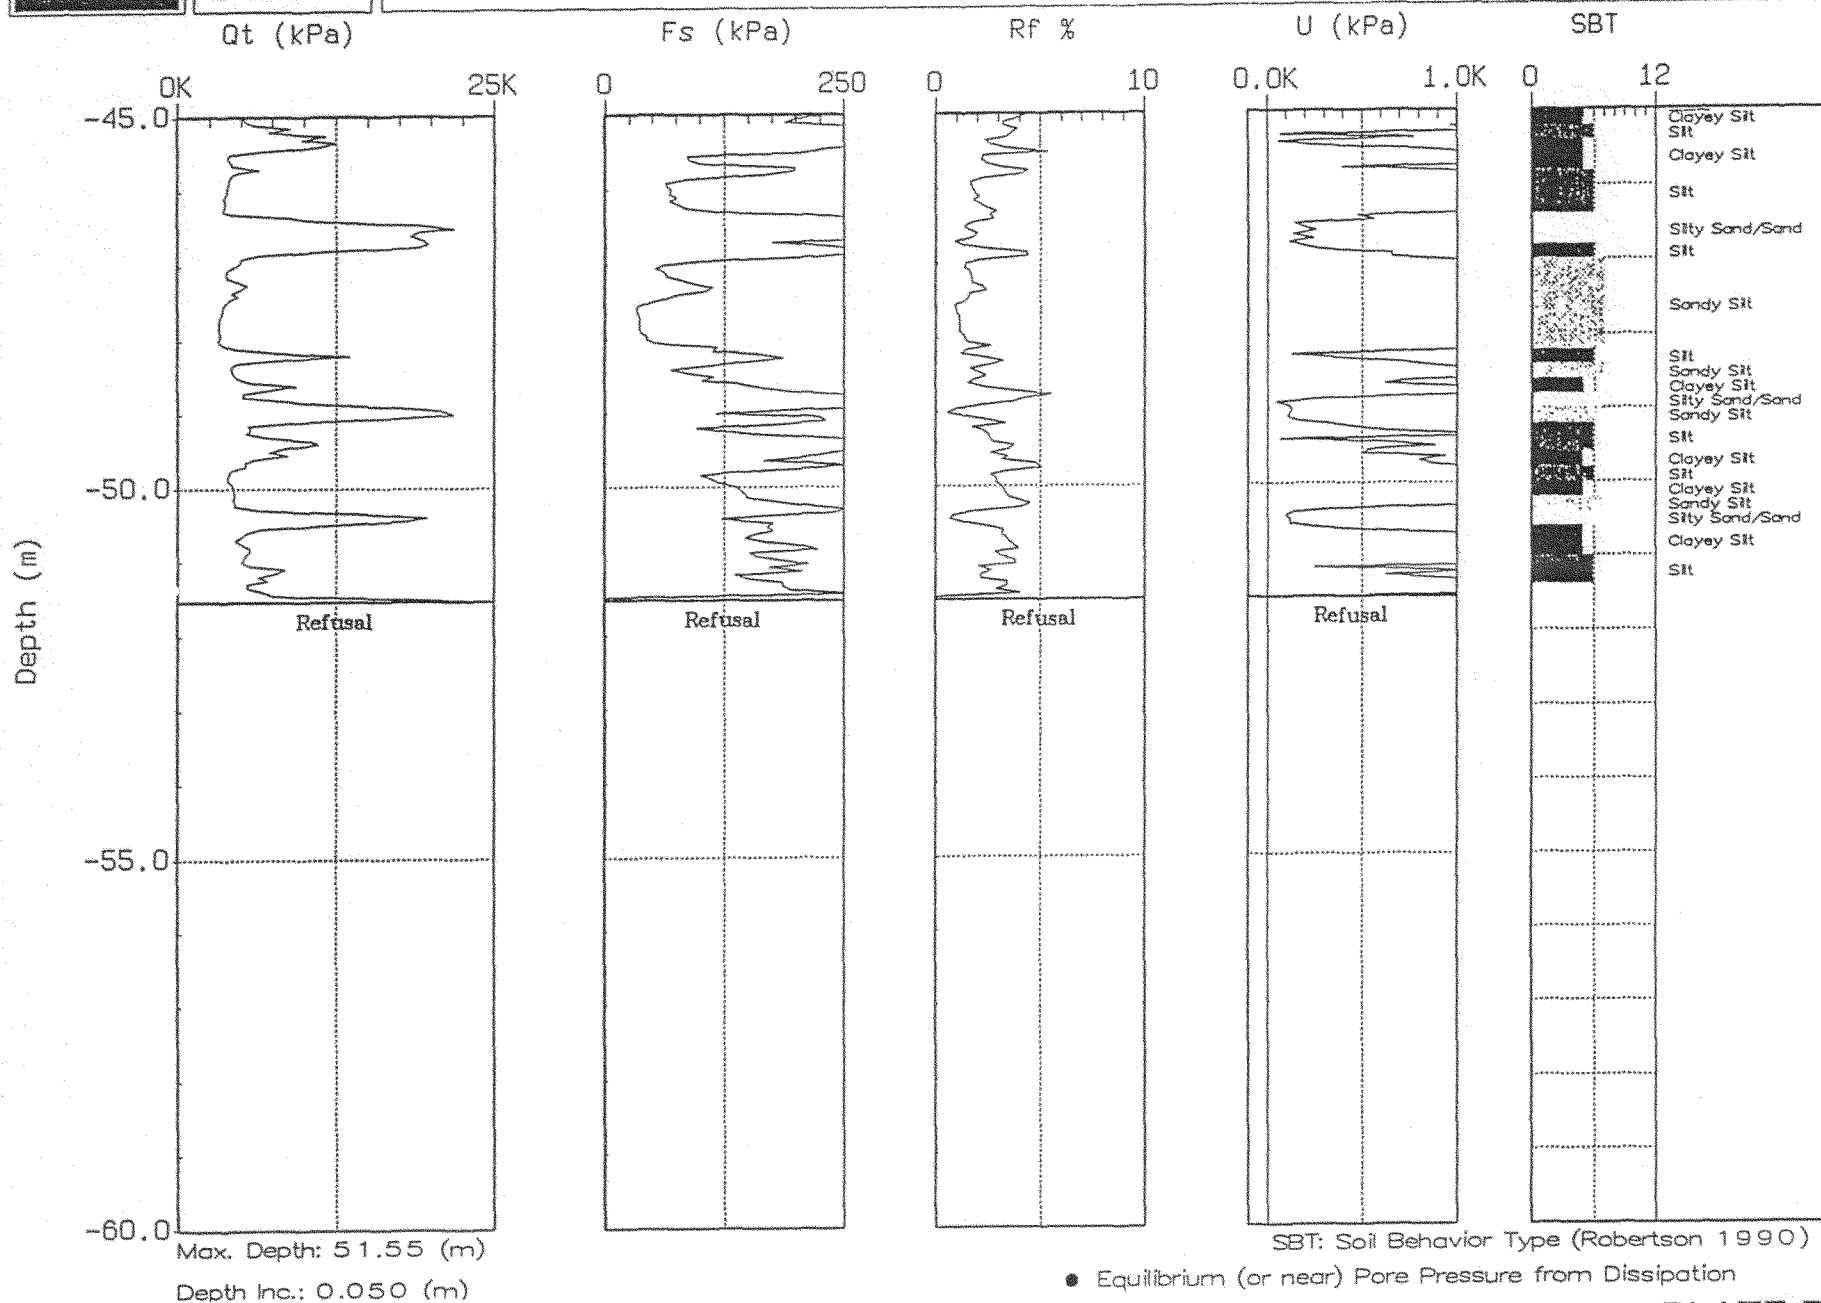 Qt (kPa) Fs (kPa) Rf % U (kPa) SBT
0K 25K 0 250 0 10 0.0K 1.0K 0 12
-45.0
Clayey Silt
Silt
Clayey Silt
Silt
Silty Sand/Sand
Silt
Sandy Silt
Silt
Sandy Silt
Clayey Silt
Silty Sand/Sand
Sandy Silt
Silt
Clayey Silt
Silt
-50.0
Clayey Silt
Sandy Silt
Silty Sand/Sand
Clayey Silt
Silt
Depth (m)
Refusal Refusal Refusal Refusal
-55.0
-60.0
Max. Depth: 51.55 (m)
SBT: Soil Behavior Type (Robertson 1990)
Depth Inc.: 0.050 (m)
● Equilibrium (or near) Pore Pressure from Dissipation